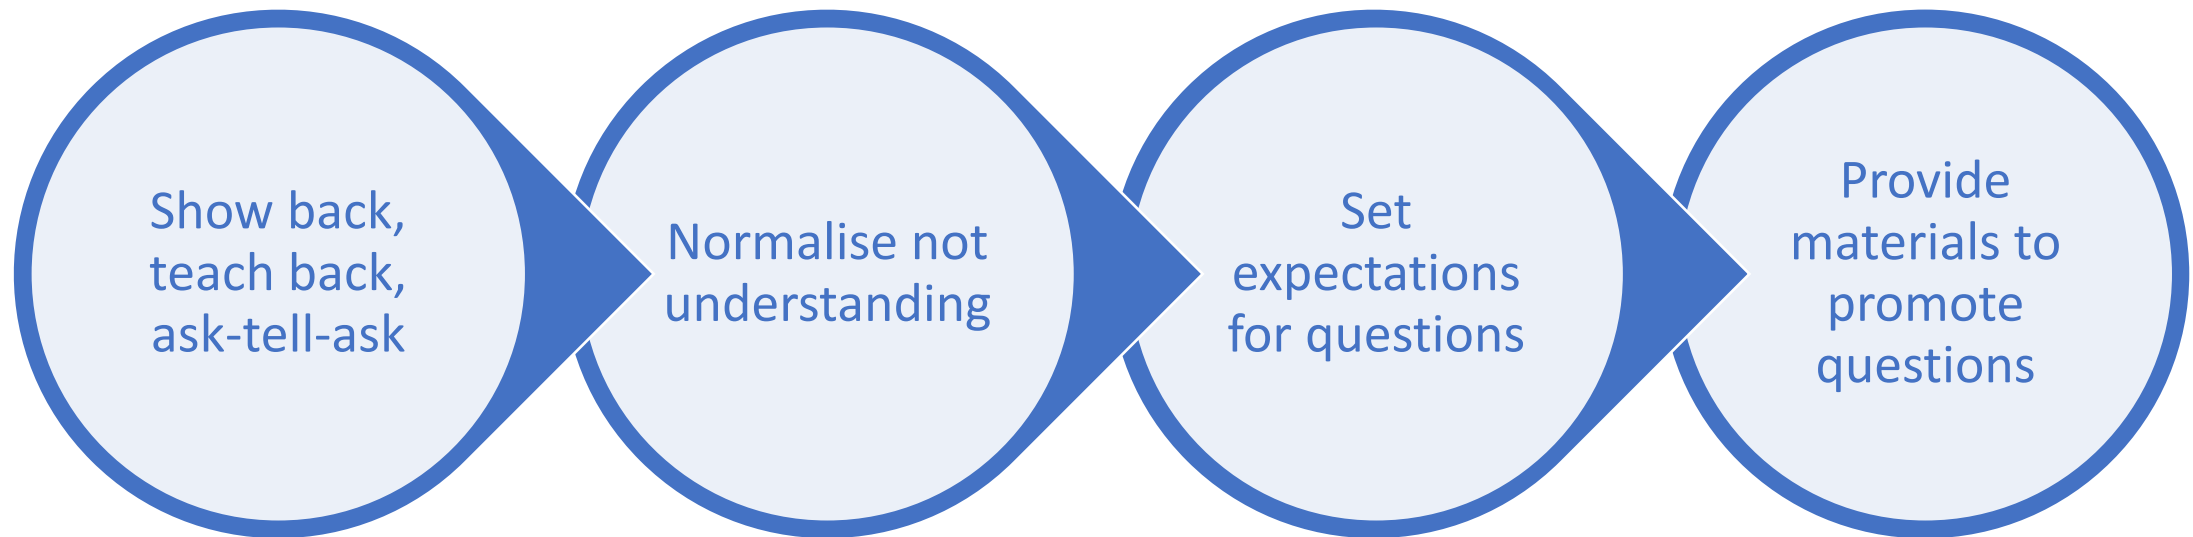 Show back,
teach back,
ask-tell-ask
Normalise not
understanding
Set
expectations
for questions
Provide
materials to
promote
questions